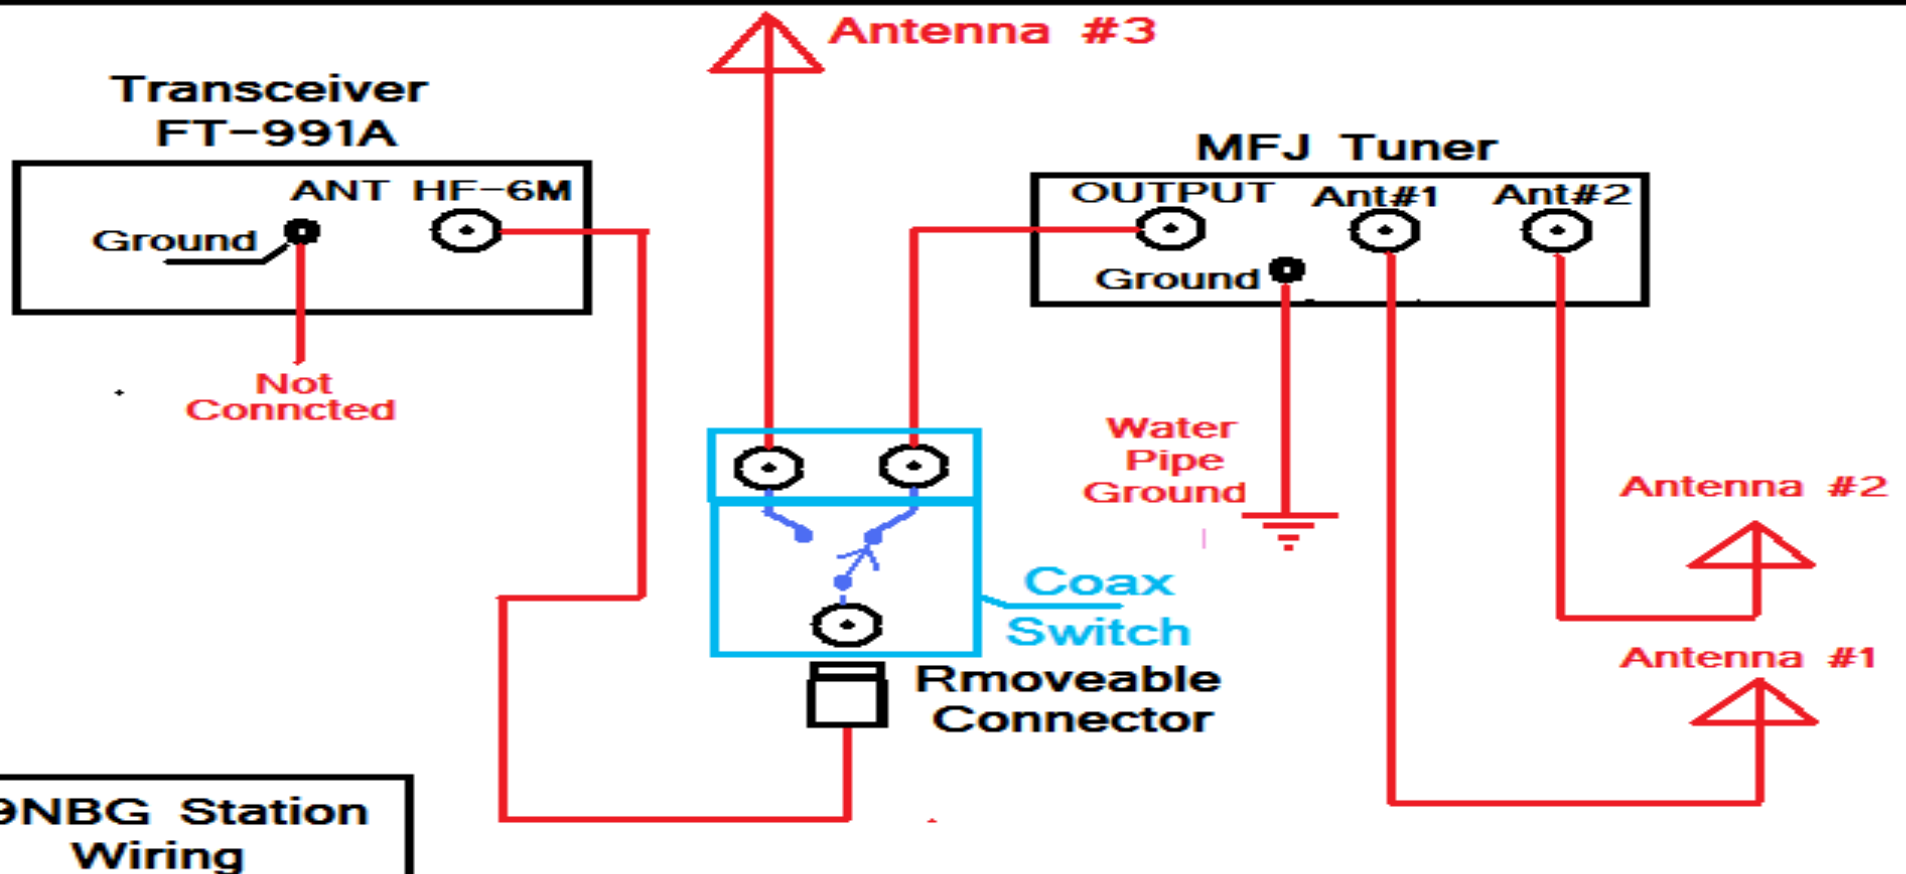 Antenna #3
Transceiver
FT-991A
ANT HF-6M
Ground
Not
Conncted
MFJ Tuner
OUTPUT Ant#1 Ant#2
Ground
Water
Pipe
Ground
Antenna #2
Antenna #1
Coax
Switch
Rmoveable
Connector
9NBG Station
Wiring